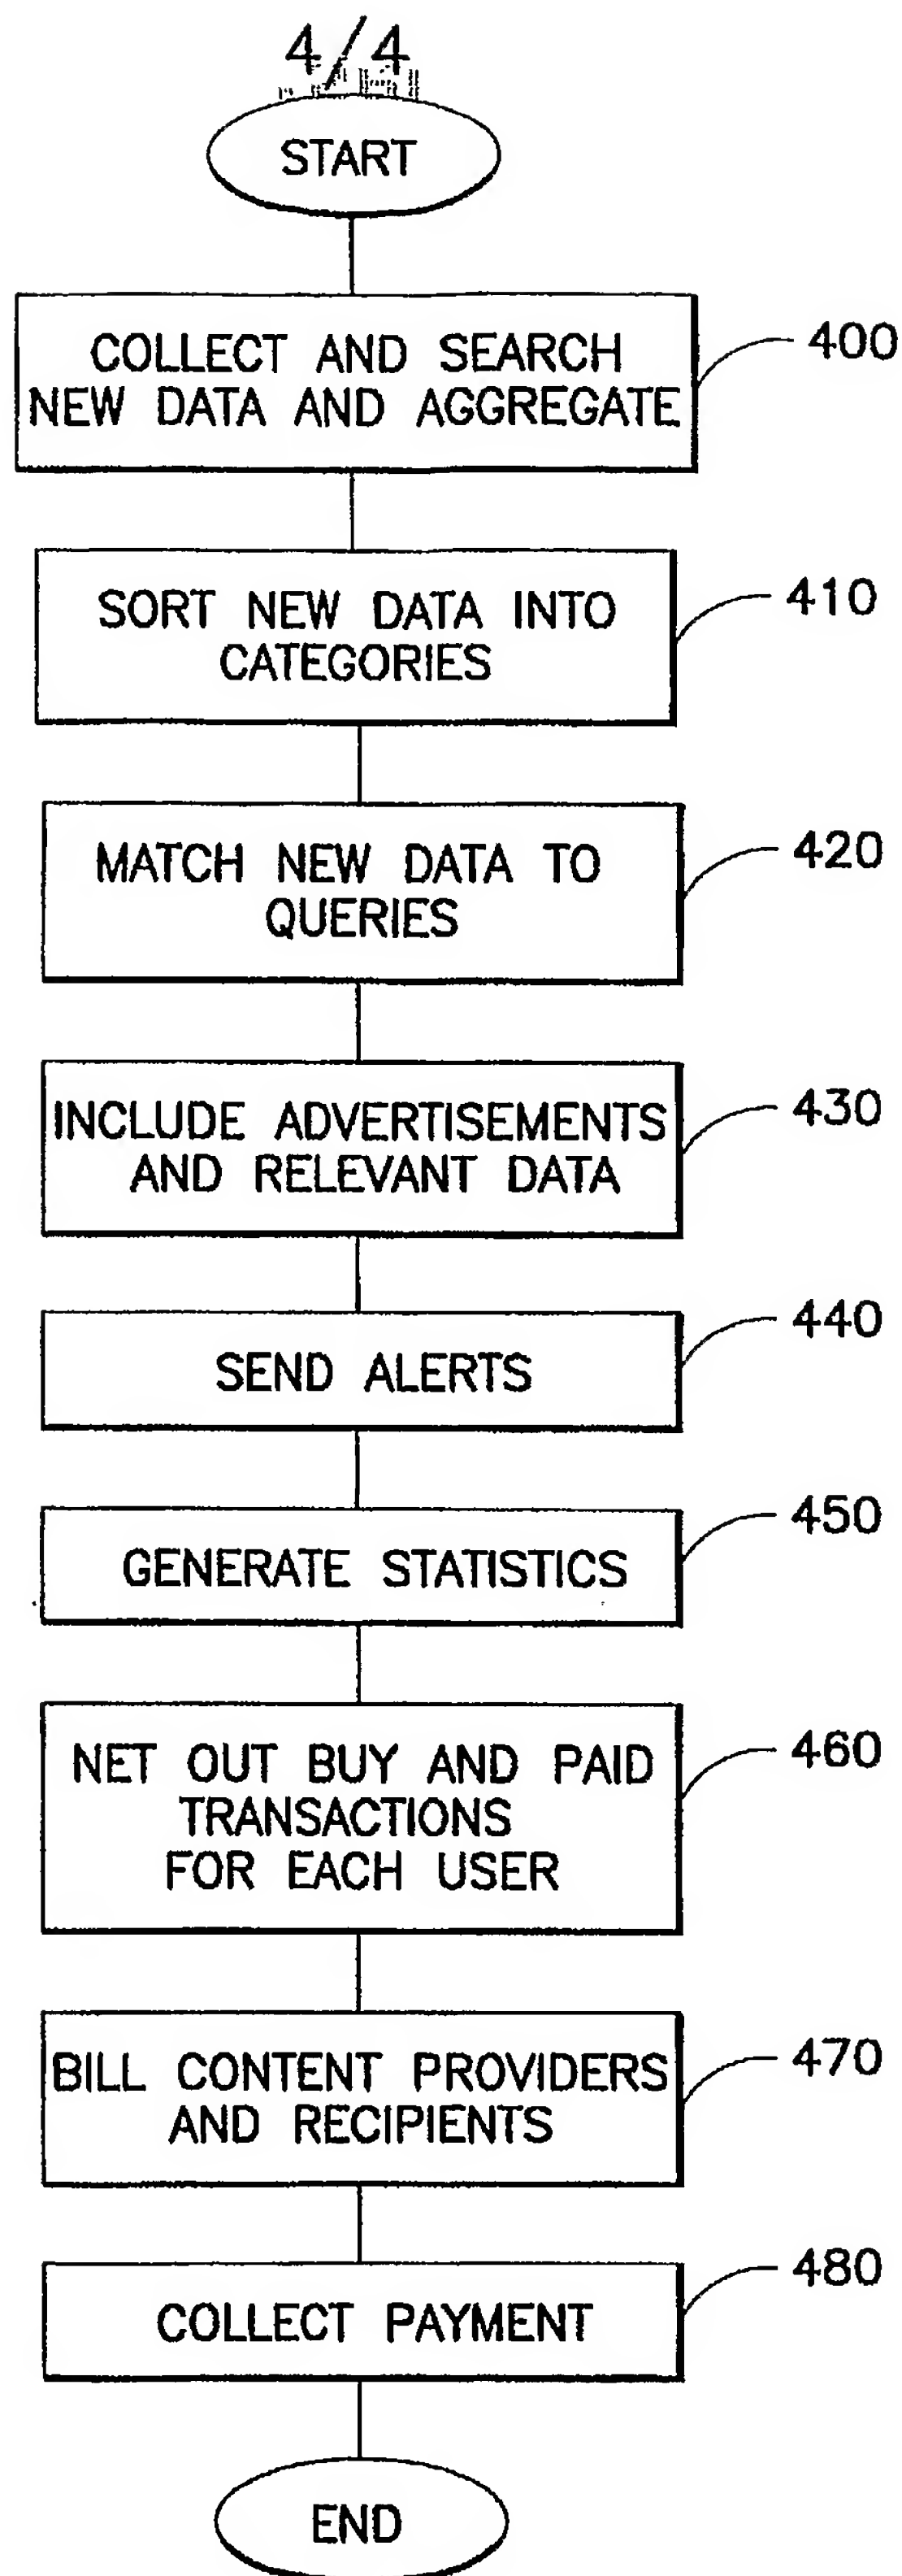 4/4
START
COLLECT AND SEARCH
NEW DATA AND AGGREGATE
400
SORT NEW DATA INTO
CATEGORIES
410
MATCH NEW DATA TO
QUERIES
420
INCLUDE ADVERTISEMENTS
AND RELEVANT DATA
430
SEND ALERTS
440
GENERATE STATISTICS
450
NET OUT BUY AND PAID
TRANSACTIONS
FOR EACH USER
460
BILL CONTENT PROVIDERS
AND RECIPIENTS
470
COLLECT PAYMENT
480
END